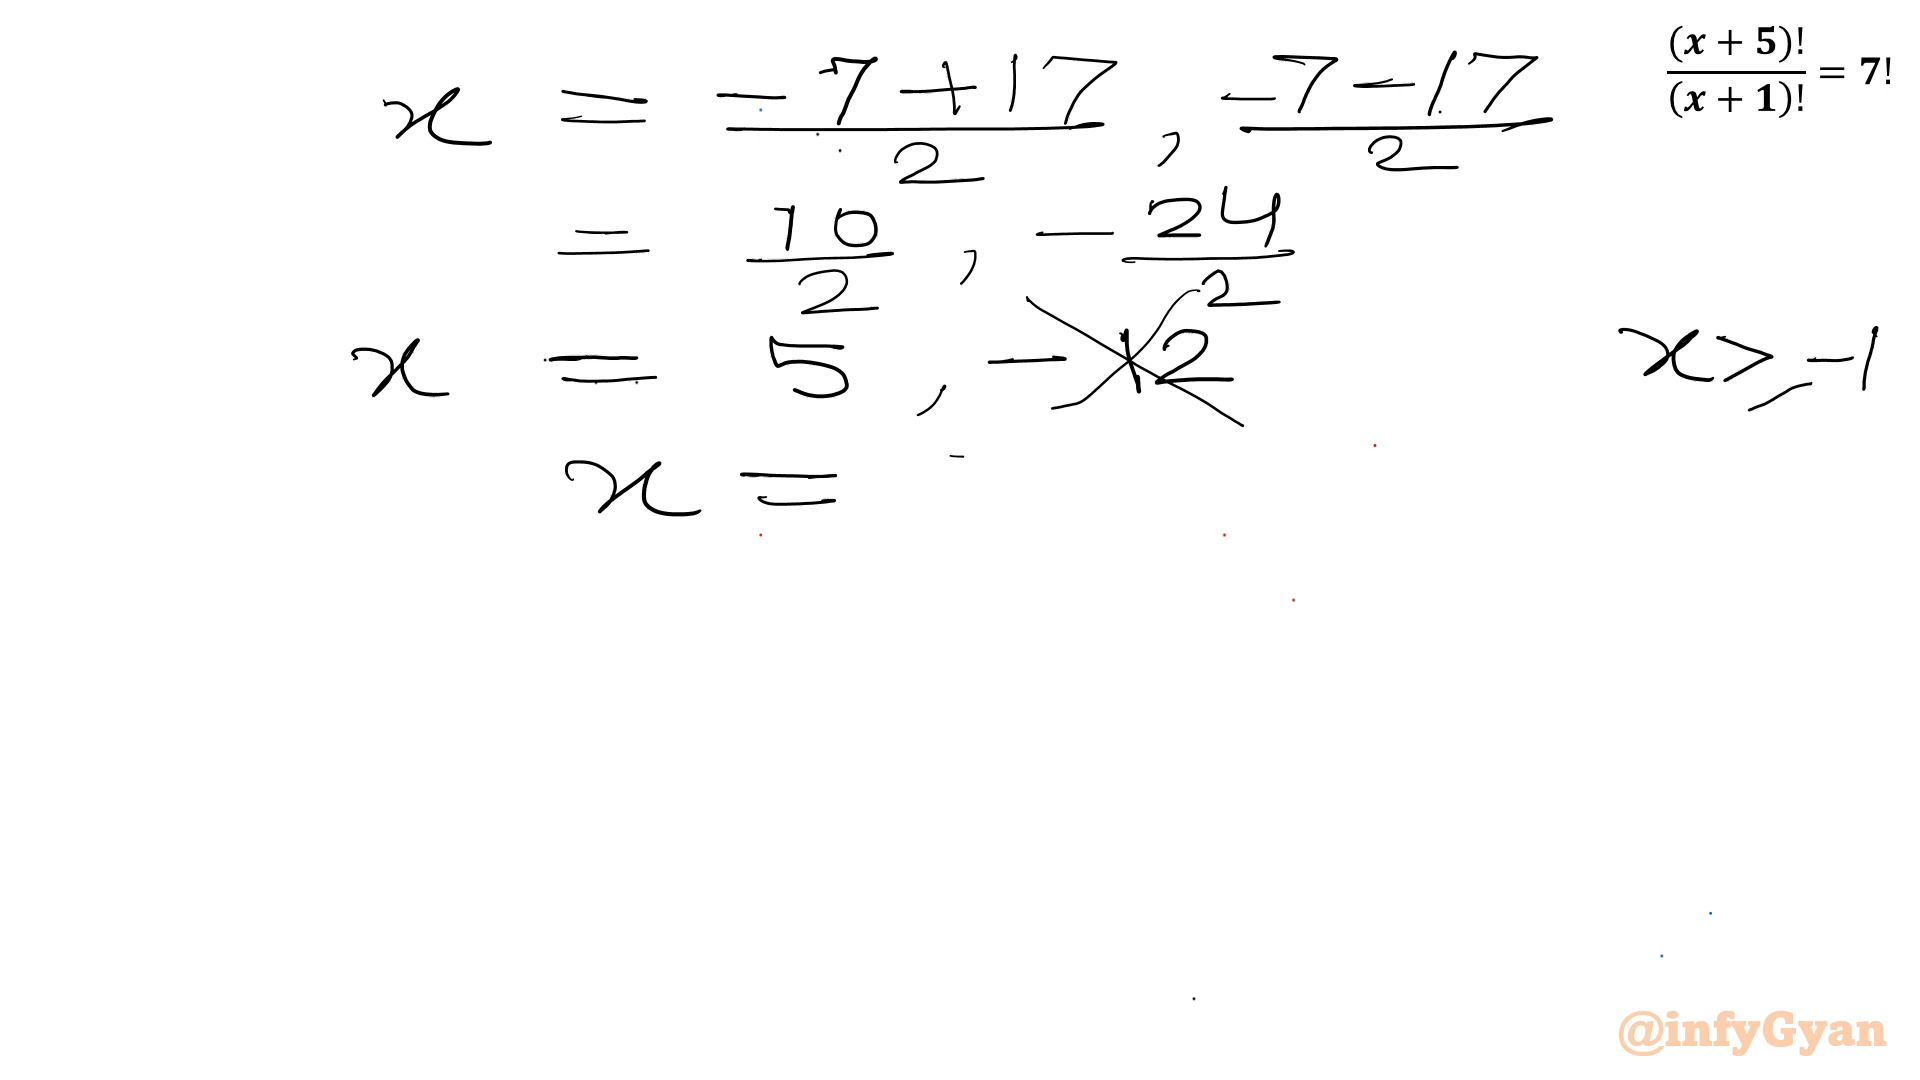 x = (-7+17)/2 , (-7-17)/2
(x + 5)!/(x + 1)! = 7!
= 10/2 , -24/2
x = 5 , -12
x > -1
x =
@infyGyan